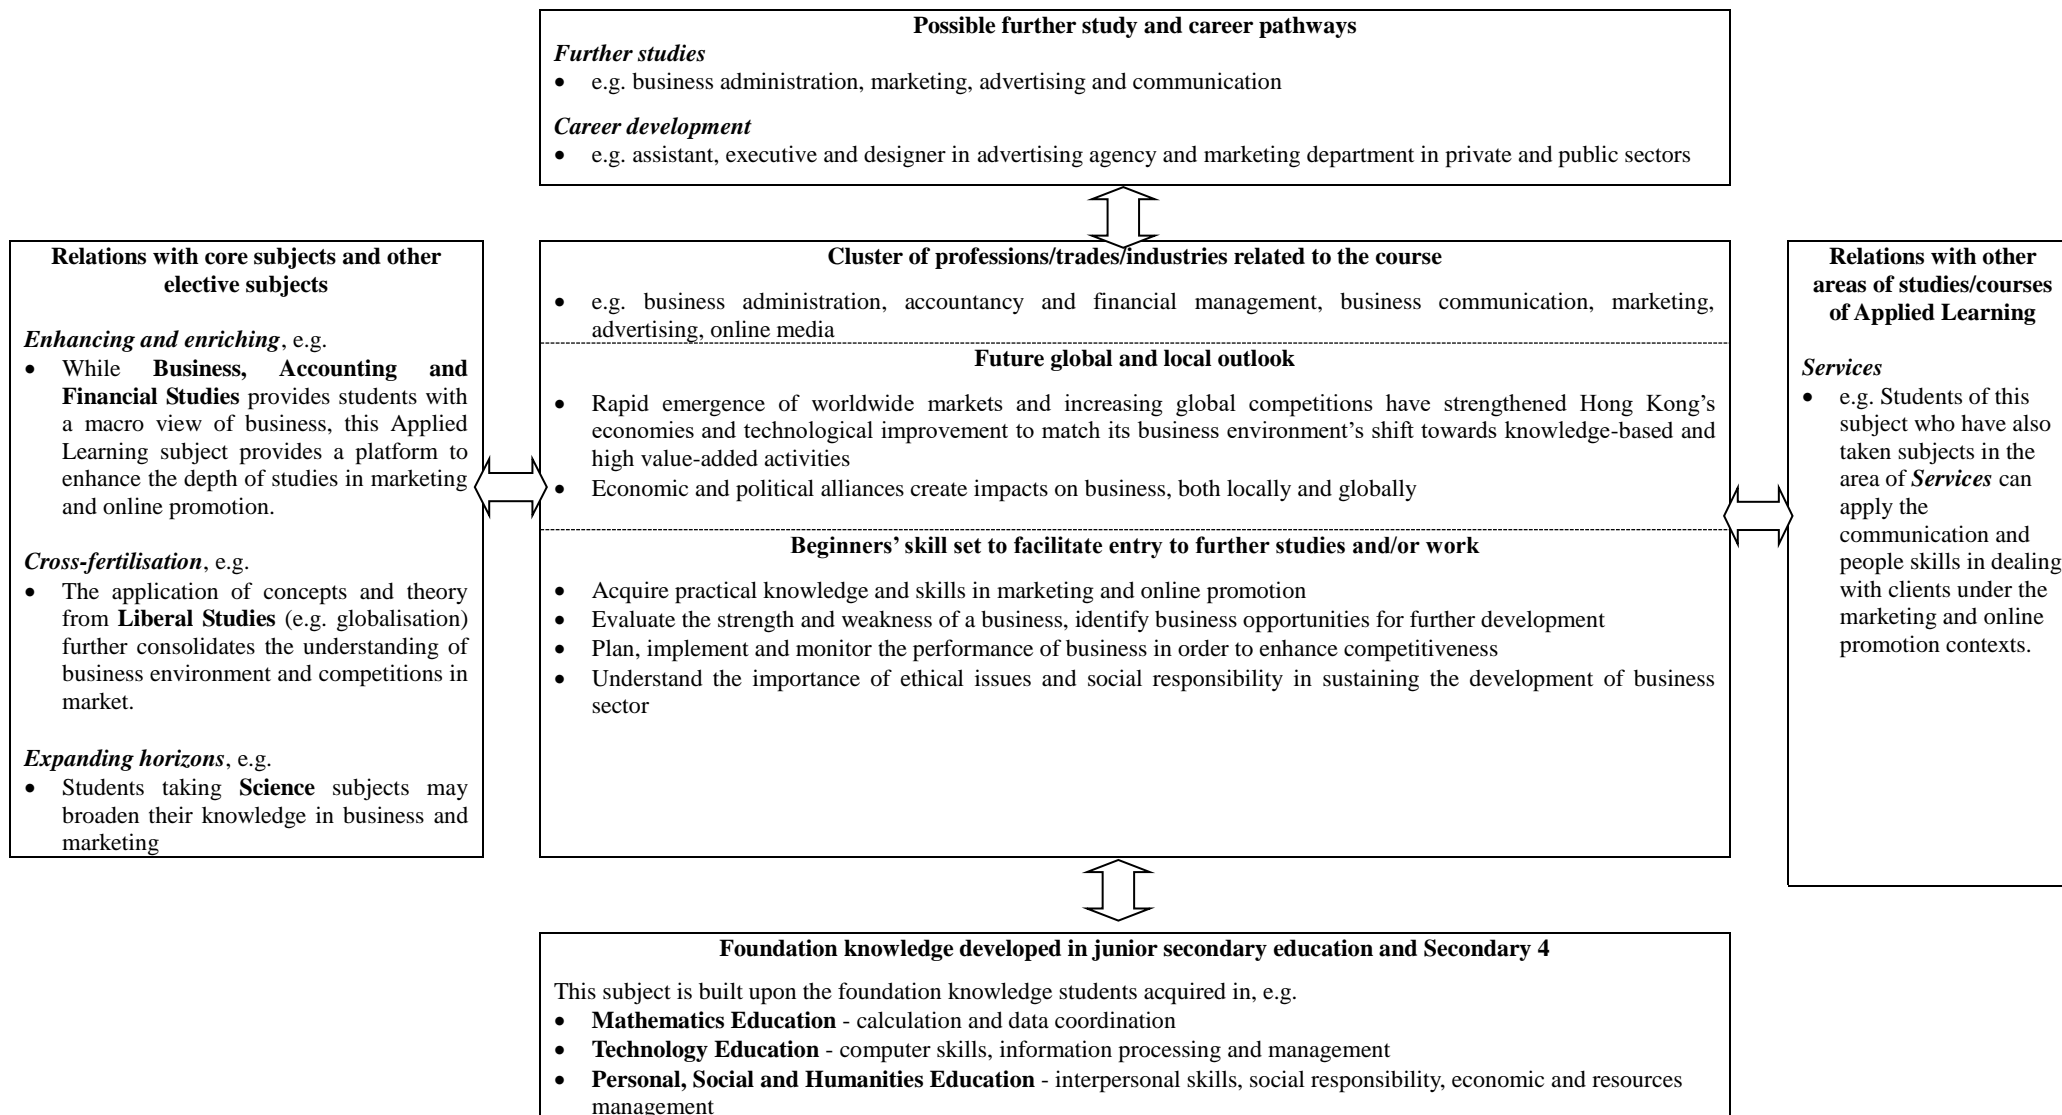 Possible further study and career pathways
Further studies
• e.g. business administration, marketing, advertising and communication
Career development
• e.g. assistant, executive and designer in advertising agency and marketing department in private and public sectors
Relations with core subjects and other
elective subjects
Enhancing and enriching, e.g.
• While Business, Accounting and
Financial Studies provides students with
a macro view of business, this Applied
Learning subject provides a platform to
enhance the depth of studies in marketing
and online promotion.
Cross-fertilisation, e.g.
• The application of concepts and theory
from Liberal Studies (e.g. globalisation)
further consolidates the understanding of
business environment and competitions in
market.
Expanding horizons, e.g.
• Students taking Science subjects may
broaden their knowledge in business and
marketing
Cluster of professions/trades/industries related to the course
• e.g. business administration, accountancy and financial management, business communication, marketing,
advertising, online media
Future global and local outlook
• Rapid emergence of worldwide markets and increasing global competitions have strengthened Hong Kong's
economies and technological improvement to match its business environment's shift towards knowledge-based and
high value-added activities
• Economic and political alliances create impacts on business, both locally and globally
Beginners' skill set to facilitate entry to further studies and/or work
• Acquire practical knowledge and skills in marketing and online promotion
• Evaluate the strength and weakness of a business, identify business opportunities for further development
• Plan, implement and monitor the performance of business in order to enhance competitiveness
• Understand the importance of ethical issues and social responsibility in sustaining the development of business
sector
Relations with other
areas of studies/courses
of Applied Learning
Services
• e.g. Students of this
subject who have also
taken subjects in the
area of Services can
apply the
communication and
people skills in dealing
with clients under the
marketing and online
promotion contexts.
Foundation knowledge developed in junior secondary education and Secondary 4
This subject is built upon the foundation knowledge students acquired in, e.g.
• Mathematics Education - calculation and data coordination
• Technology Education - computer skills, information processing and management
• Personal, Social and Humanities Education - interpersonal skills, social responsibility, economic and resources
management